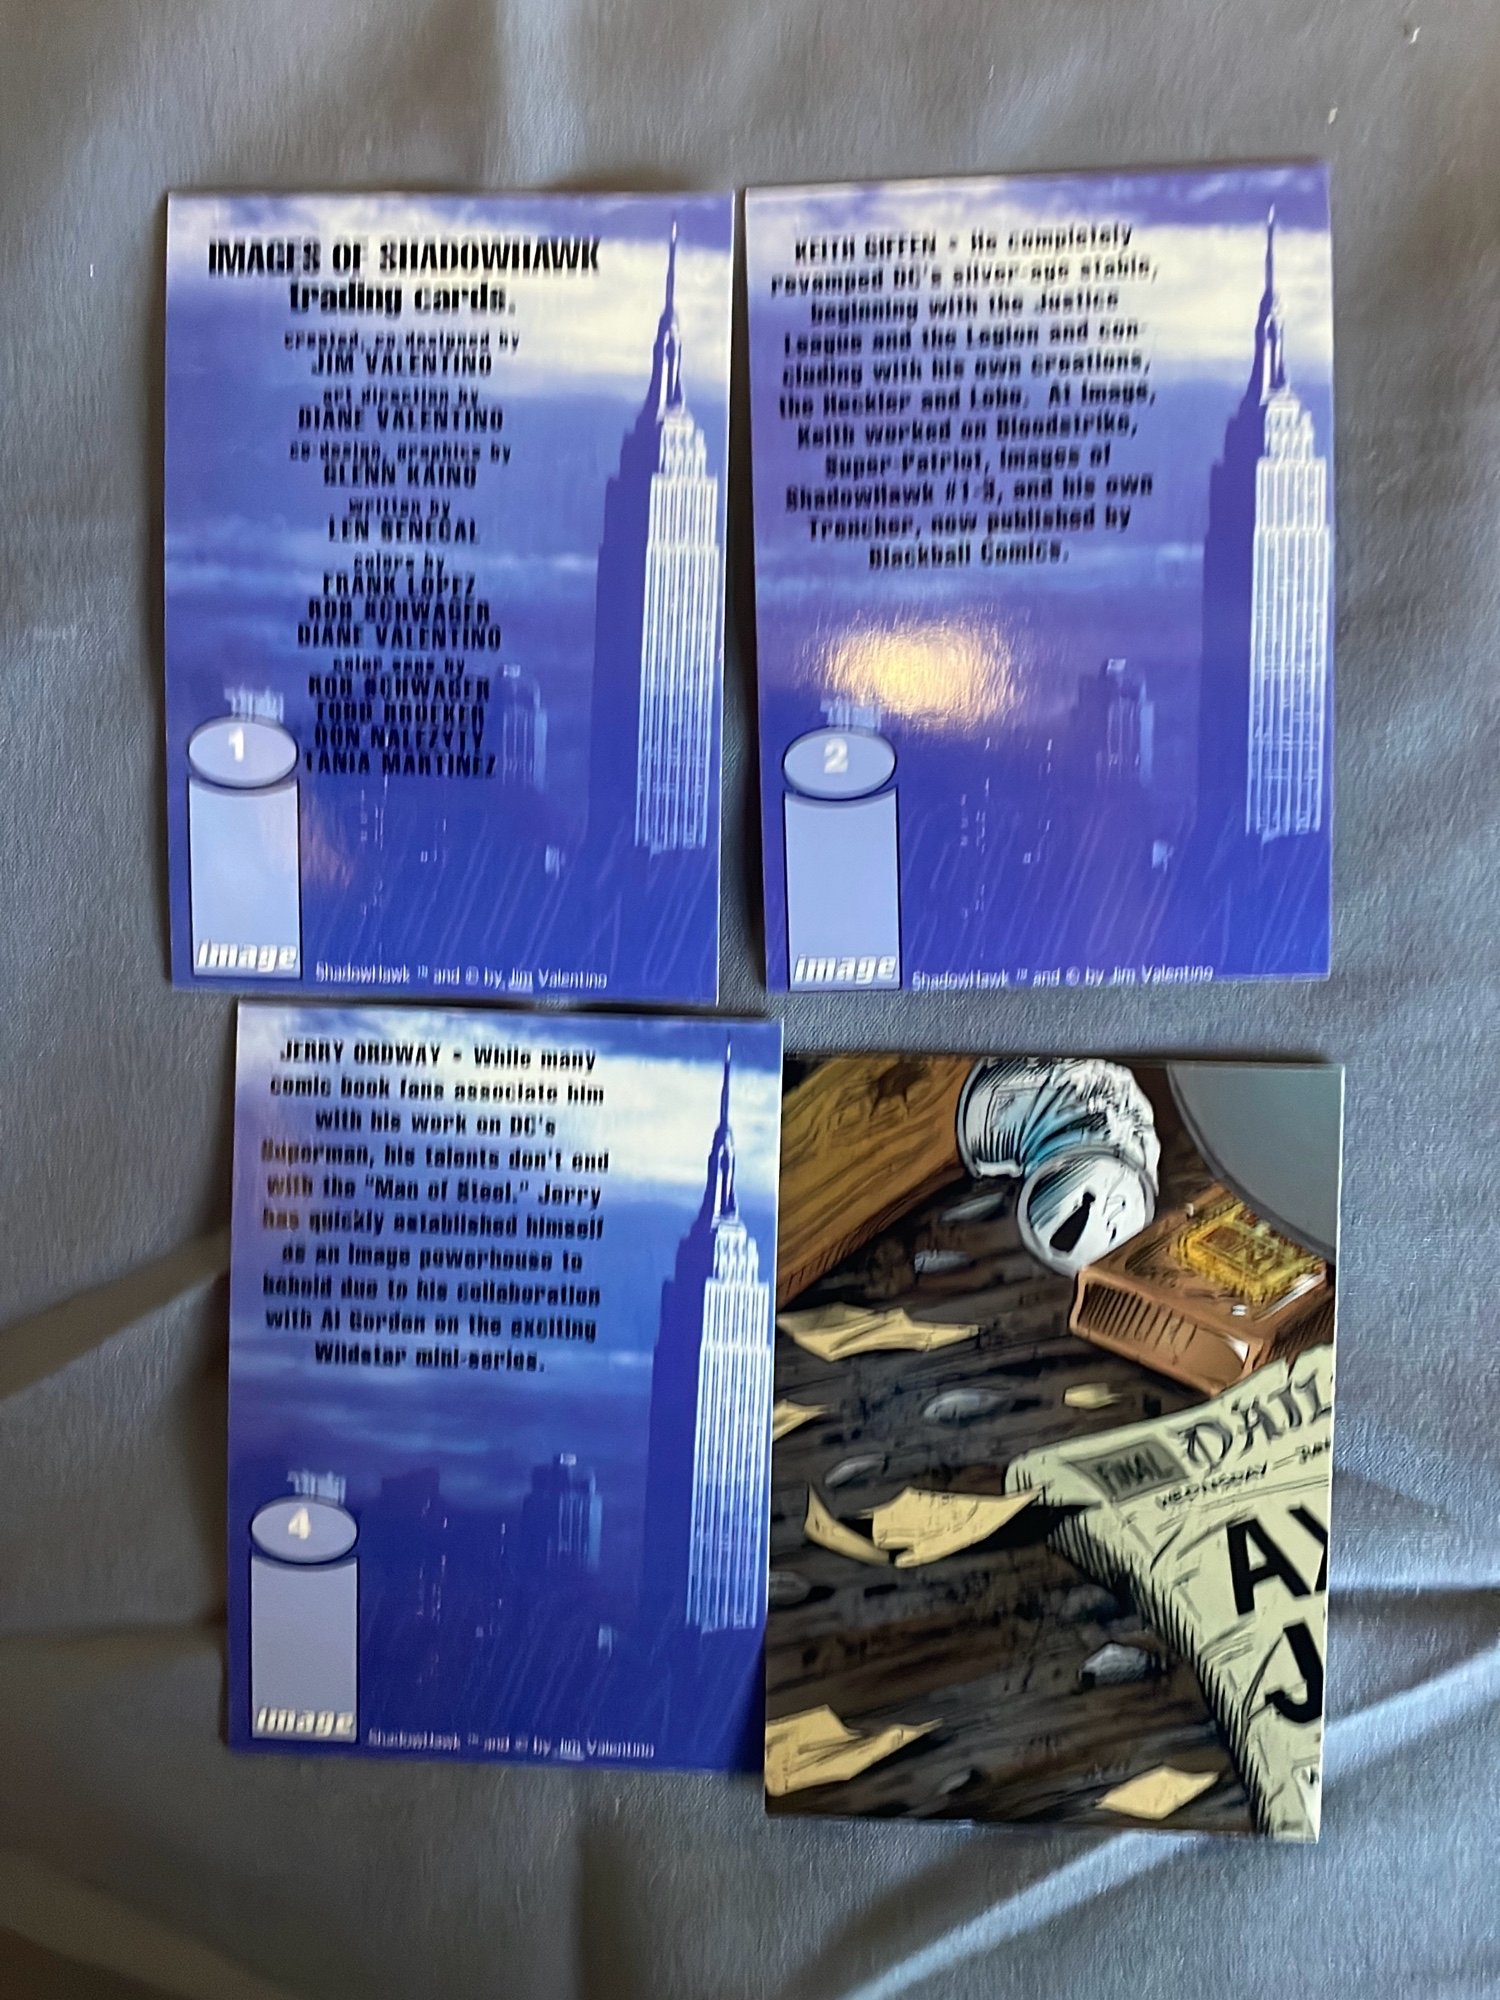 IMAGES OF SHADOWHAWK
trading cards.
created, co-designed by
JIM VALENTINO
art direction by
DIANE VALENTINO
co-design, graphics by
GLENN KAINO
written by
LEN SENECAL
colors by
FRANK LOPEZ
ROB SCHWAGER
DIANE VALENTINO
color seps by
ROB SCHWAGER
TODD BROEKER
DON NALEZYTY
TANIA MARTINEZ
1
image
ShadowHawk ™ and © by Jim Valentino
KEITH GIFFEN • He completely
revamped DC's silver-age stable,
beginning with the Justice
League and the Legion and con-
cluding with his own creations,
the Heckler and Lobo. At Image,
Keith worked on Bloodstrike,
Super-Patriot, Images of
ShadowHawk #1-3, and his own
Trencher, now published by
Blackball Comics.
2
image
ShadowHawk ™ and © by Jim Valentino
JERRY ORDWAY • While many
comic book fans associate him
with his work on DC's
Superman, his talents don't end
with the "Man of Steel." Jerry
has quickly established himself
as an Image powerhouse to
behold due to his collaboration
with Al Gordon on the exciting
Wildstar mini-series.
4
image
ShadowHawk ™ and © by Jim Valentino
FINAL
DAIL
WEDNESDAY
A
J